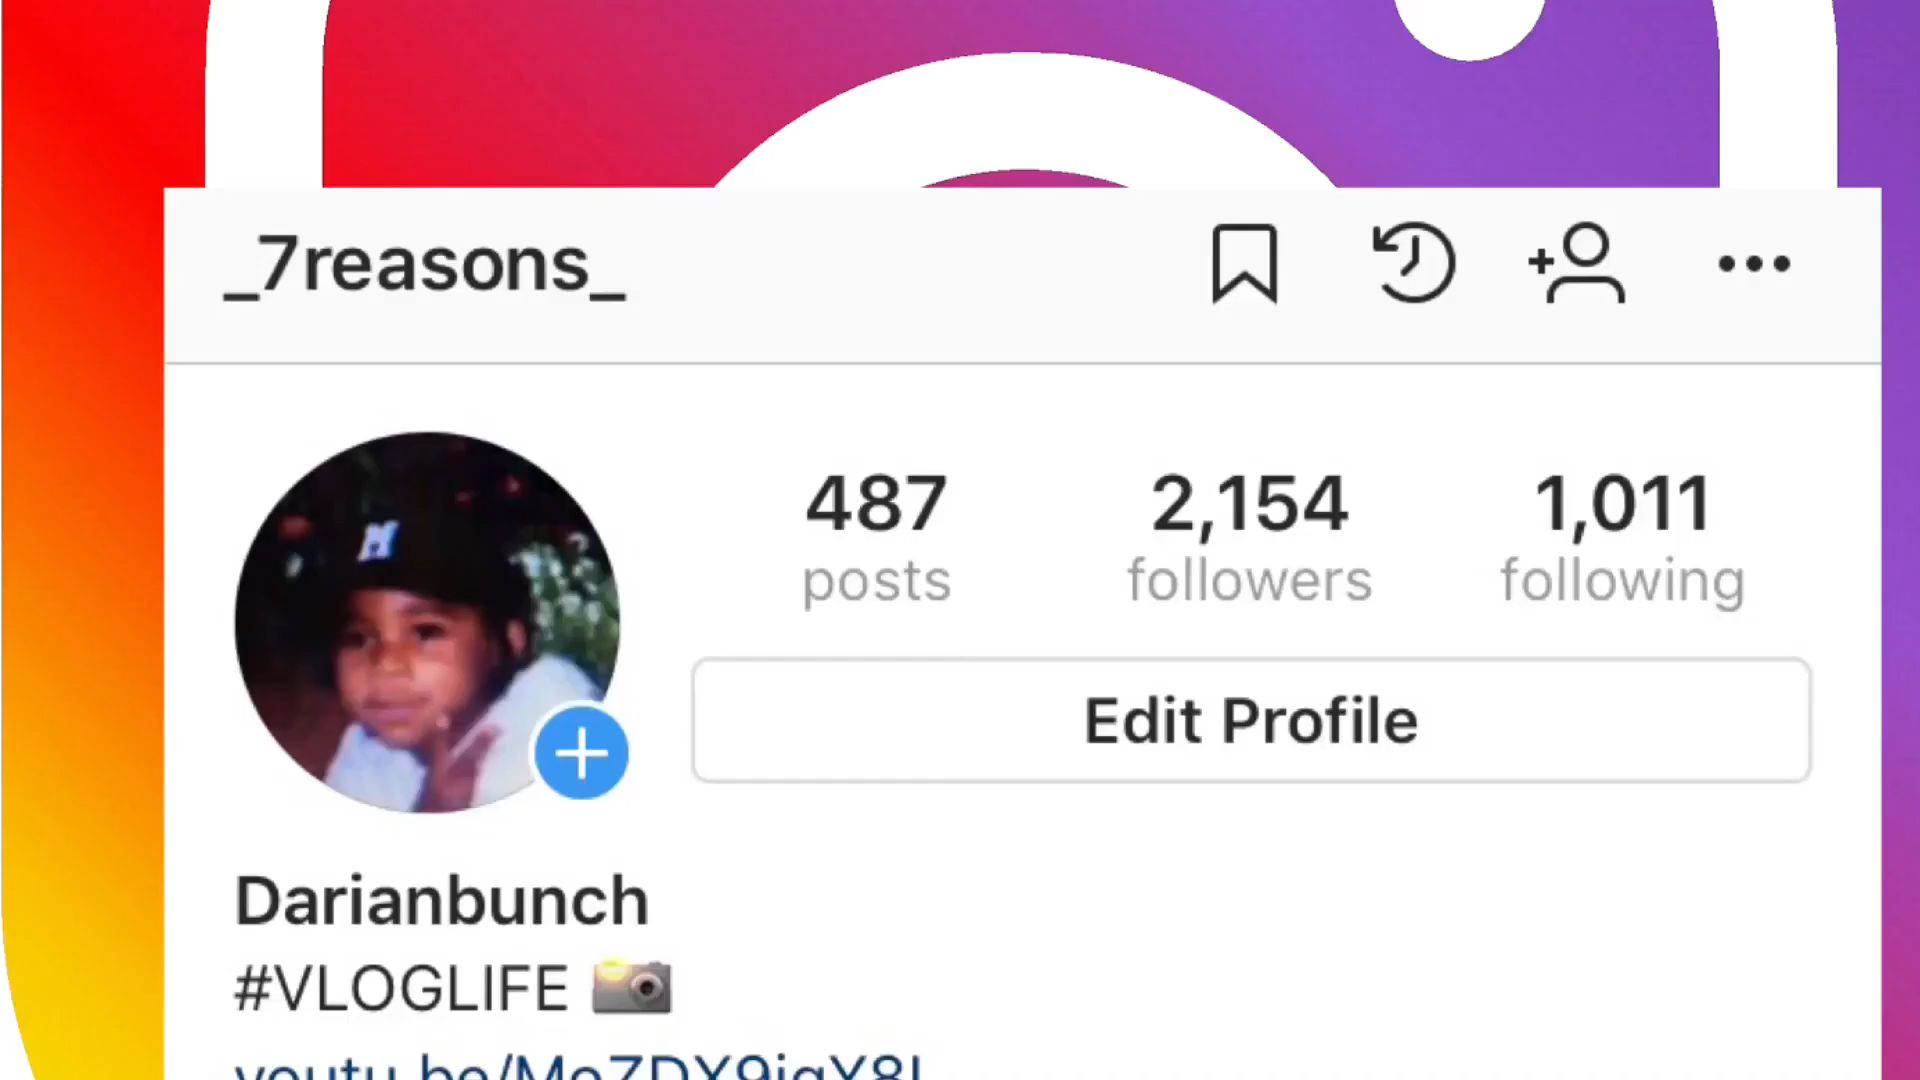 _7reasons_
487 2,154 1,011
posts followers following
Edit Profile
Darianbunch
#VLOGLIFE 📷